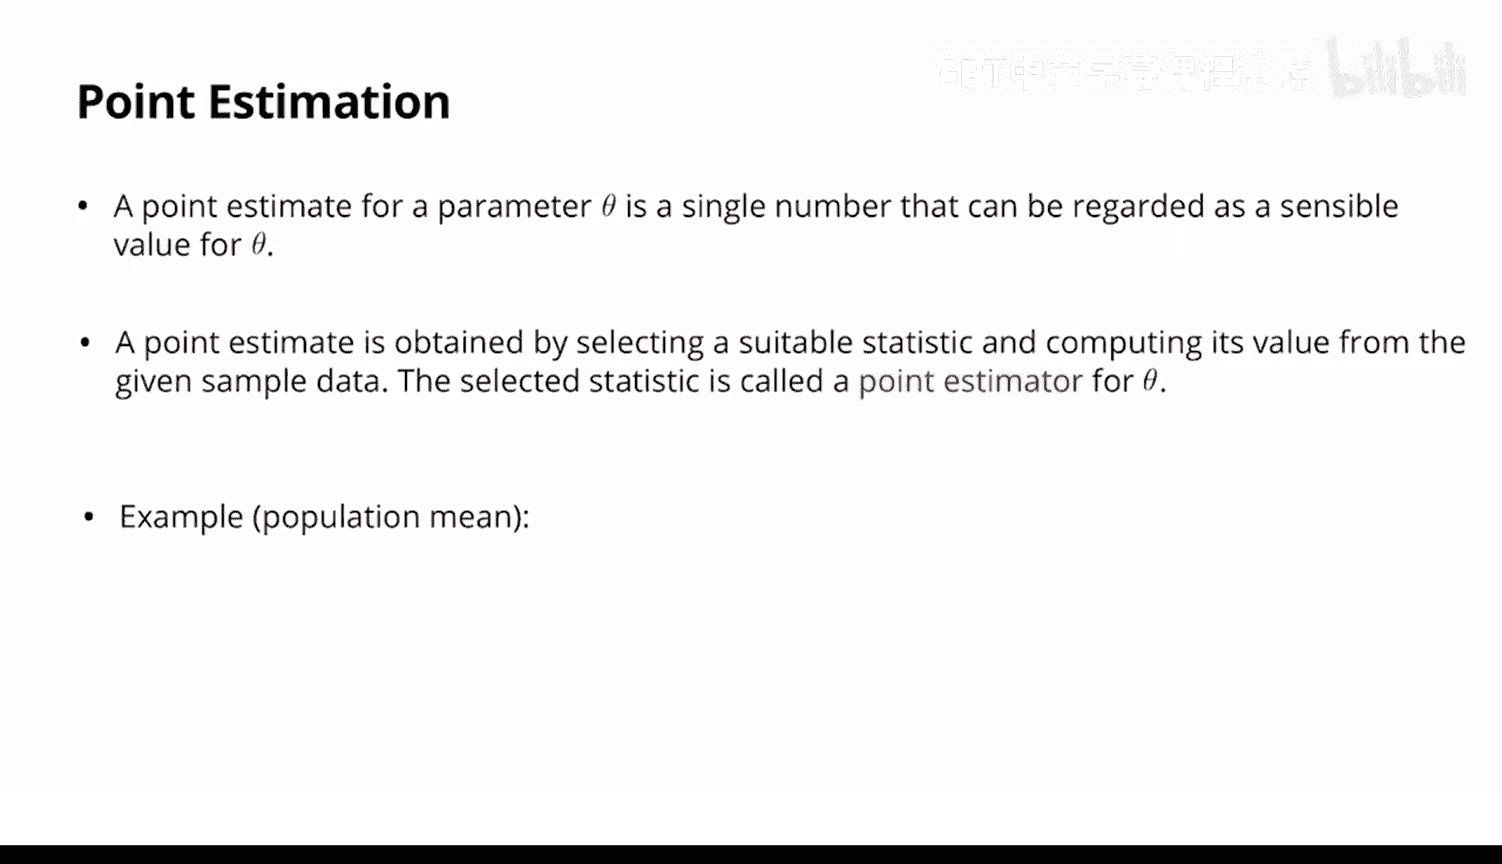 bilibili
Point Estimation
• A point estimate for a parameter θ is a single number that can be regarded as a sensible
value for θ.
• A point estimate is obtained by selecting a suitable statistic and computing its value from the
given sample data. The selected statistic is called a point estimator for θ.
• Example (population mean):